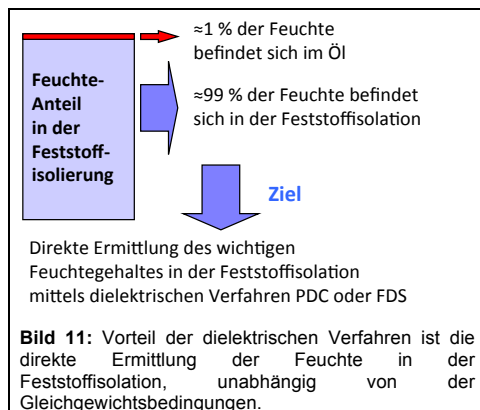 ≈1 % der Feuchte
befindet sich im Öl
Feuchte-
Anteil
in der
Feststoff-
isolierung
≈99 % der Feuchte befindet
sich in der Feststoffisolation
Ziel
Direkte Ermittlung des wichtigen
Feuchtegehaltes in der Feststoffisolation
mittels dielektrischen Verfahren PDC oder FDS
Bild 11: Vorteil der dielektrischen Verfahren ist die
direkte Ermittlung der Feuchte in der
Feststoffisolation, unabhängig von der
Gleichgewichtsbedingungen.